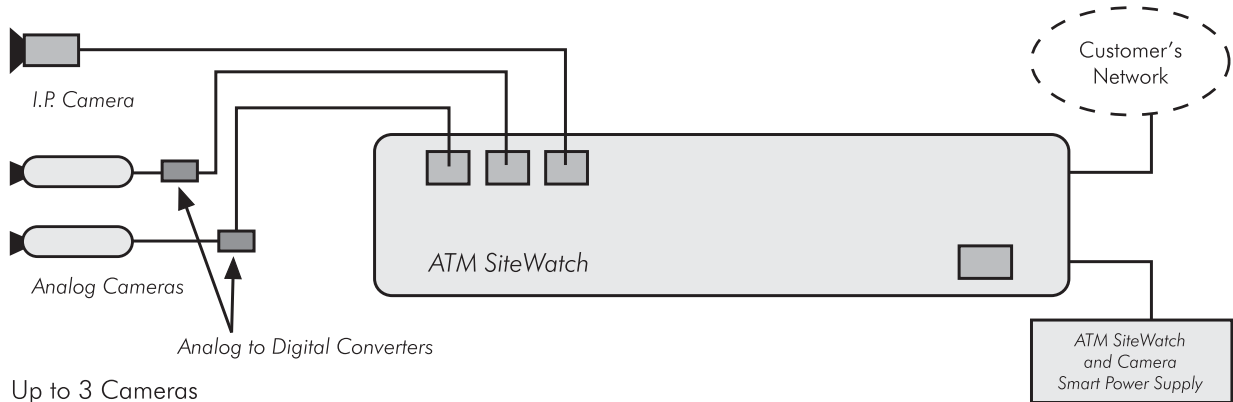 Customer's
Network
I.P. Camera
ATM SiteWatch
Analog Cameras
Analog to Digital Converters
ATM SiteWatch
and Camera
Smart Power Supply
Up to 3 Cameras